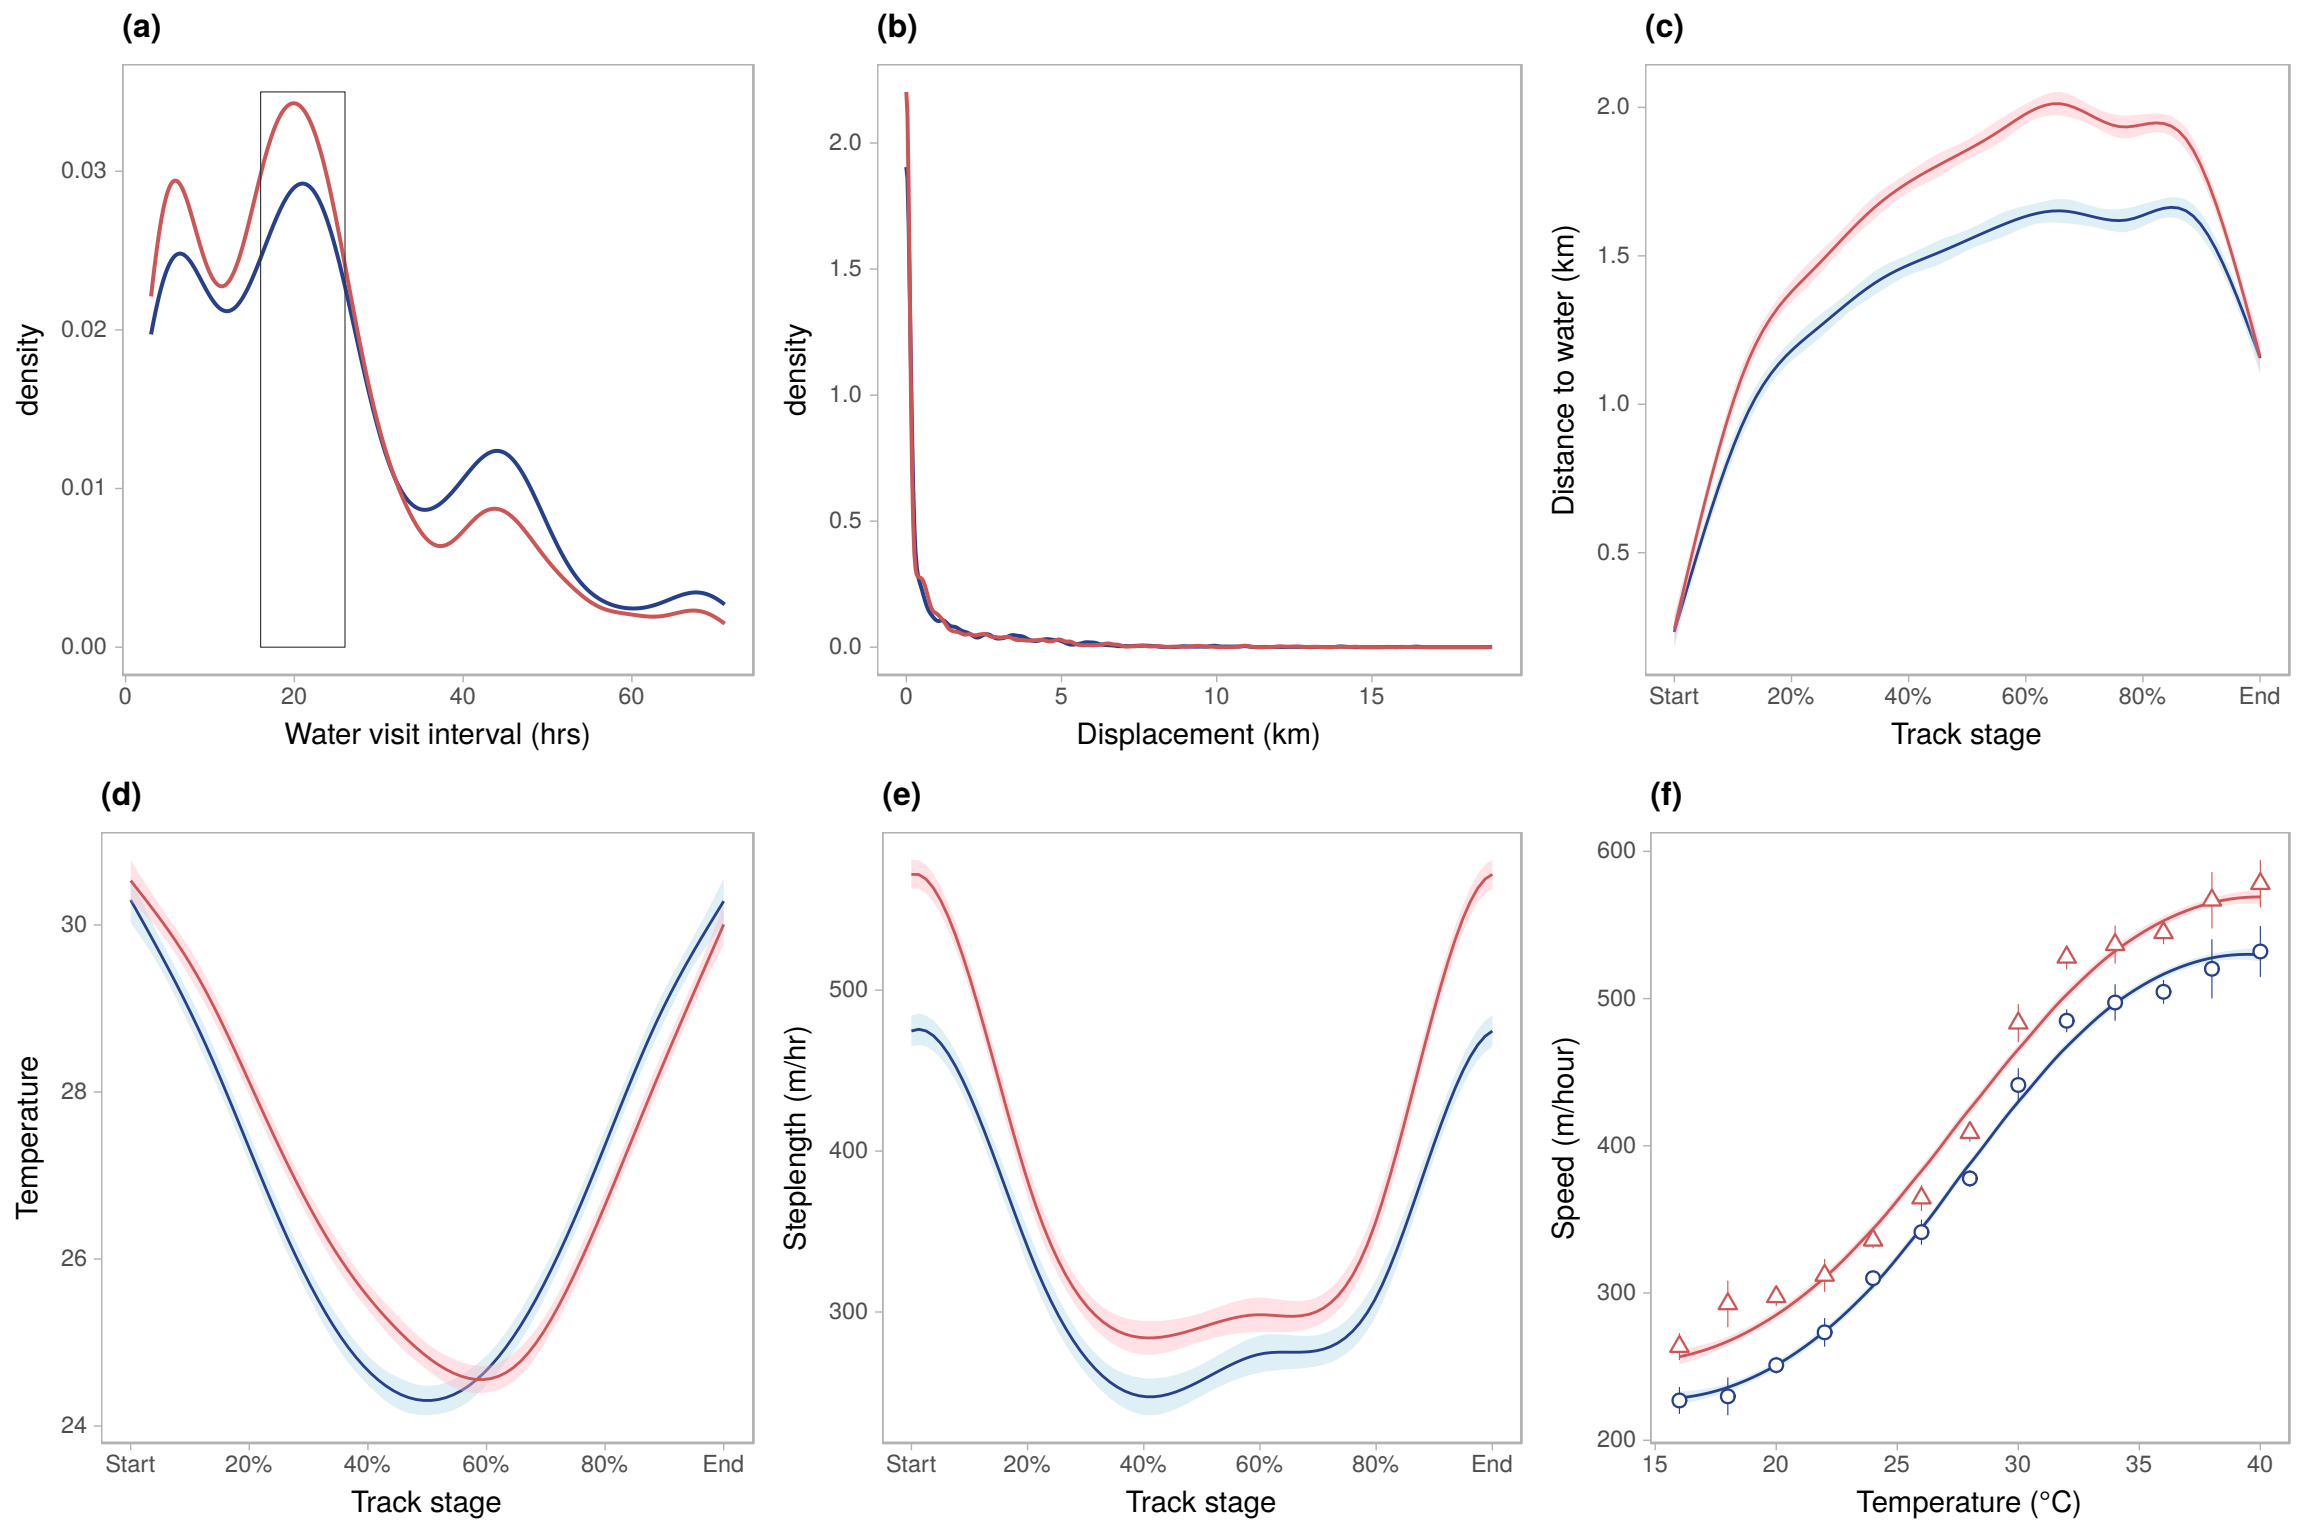 (a)
0.03
0.02
0.01
0.00
density
0 20 40 60
Water visit interval (hrs)
(b)
2.0
1.5
1.0
0.5
0.0
density
0 5 10 15
Displacement (km)
(c)
2.0
1.5
1.0
0.5
Distance to water (km)
Start 20% 40% 60% 80% End
Track stage
(d)
30
28
26
24
Temperature
Start 20% 40% 60% 80% End
Track stage
(e)
500
400
300
Steplength (m/hr)
Start 20% 40% 60% 80% End
Track stage
(f)
600
500
400
300
200
Speed (m/hour)
15 20 25 30 35 40
Temperature (°C)